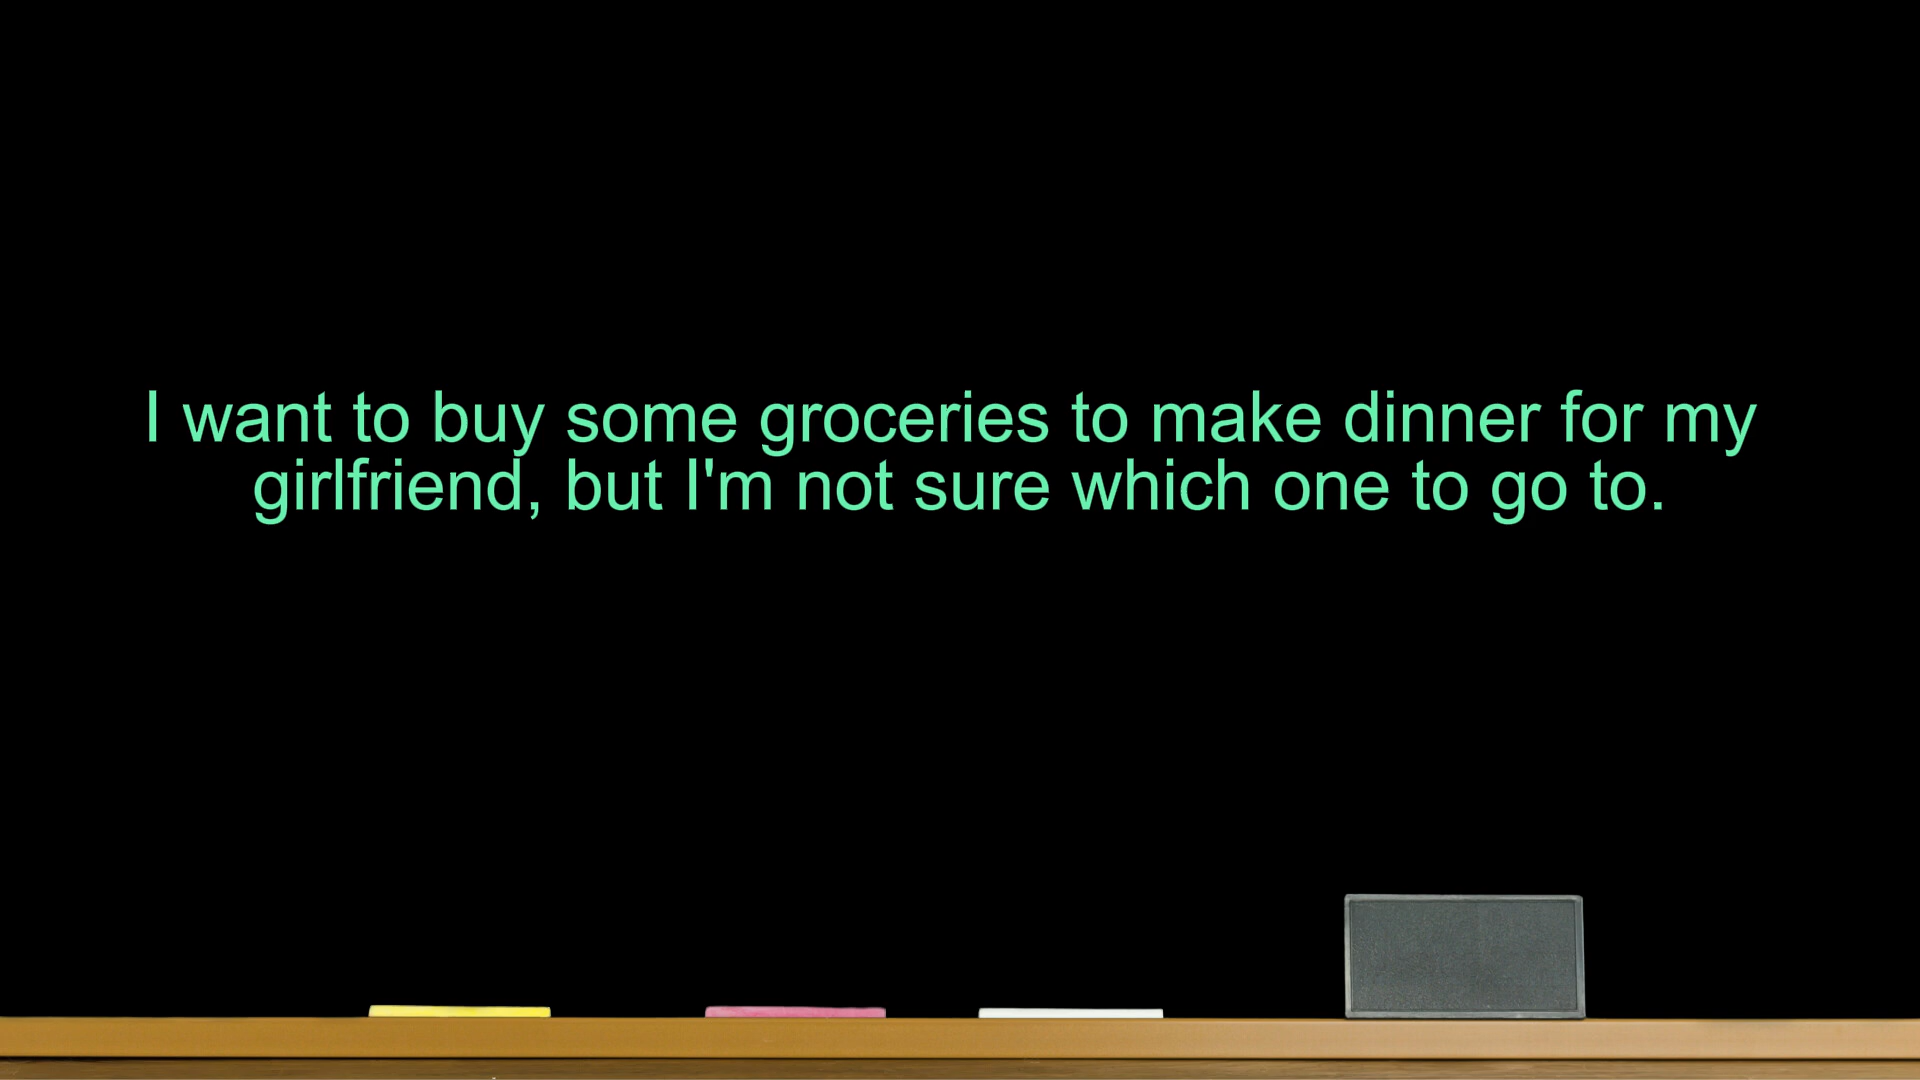 I want to buy some groceries to make dinner for my
girlfriend, but I'm not sure which one to go to.